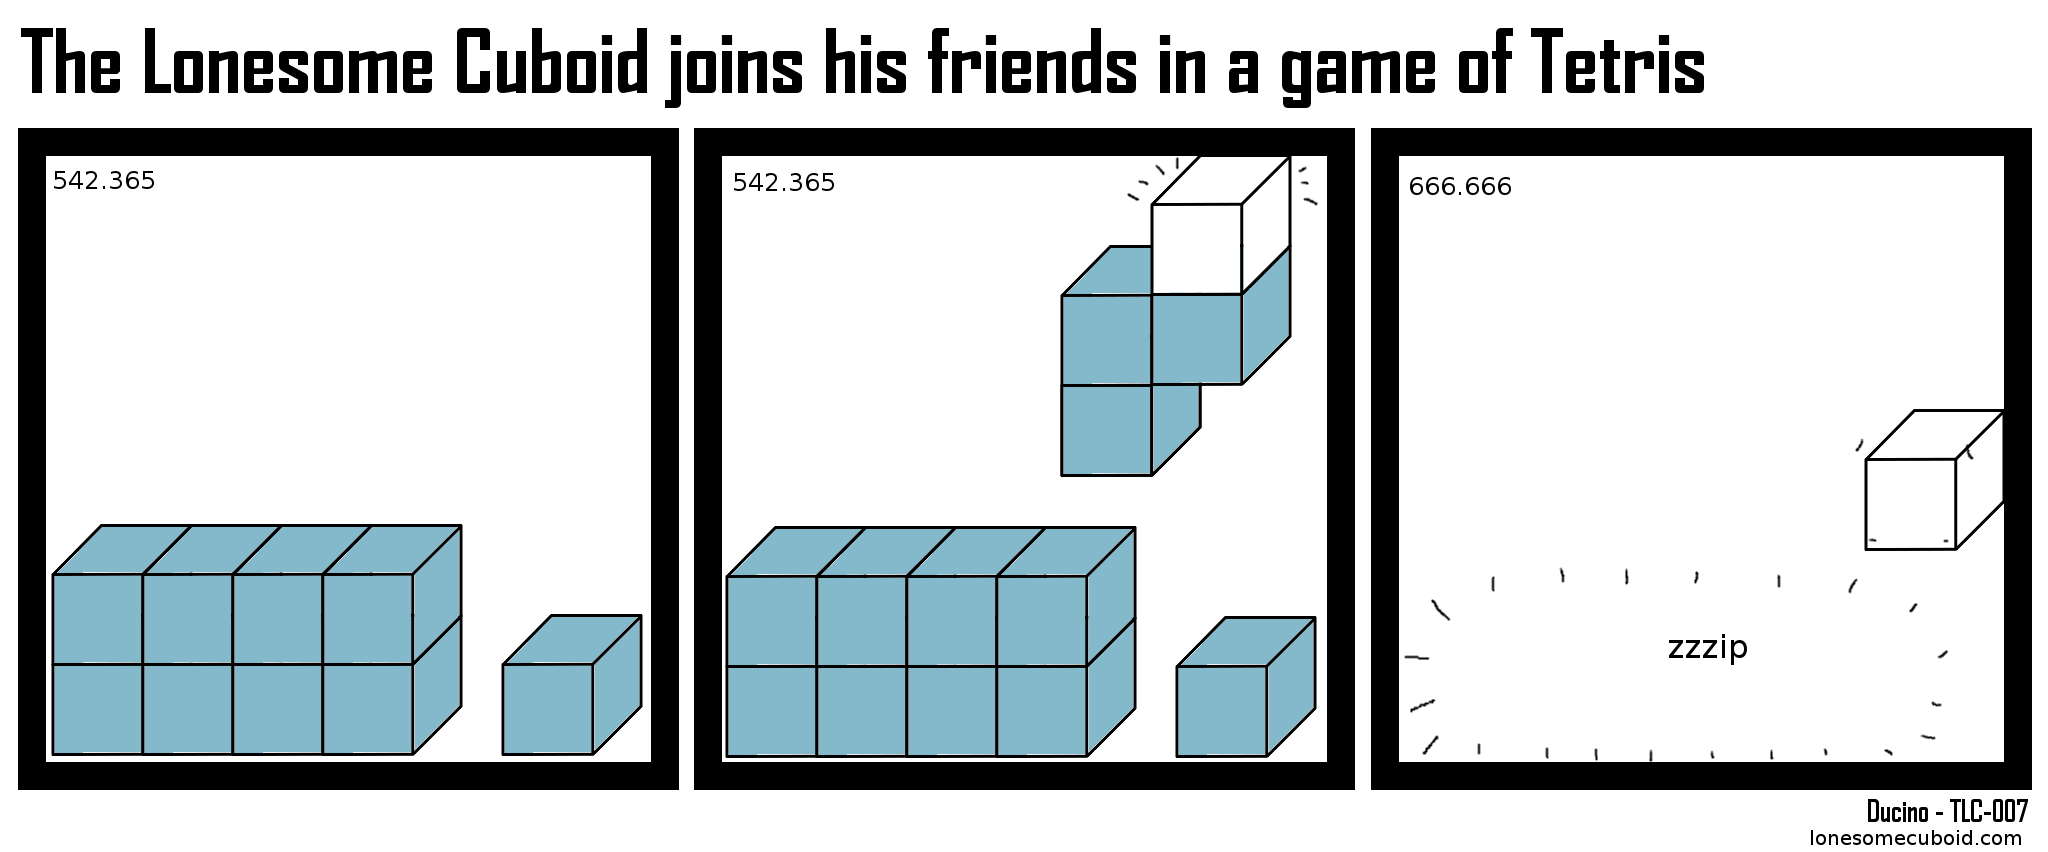 The Lonesome Cuboid joins his friends in a game of Tetris
542.365
542.365
666.666
zzzip
Ducino - TLC-007
lonesomecuboid.com